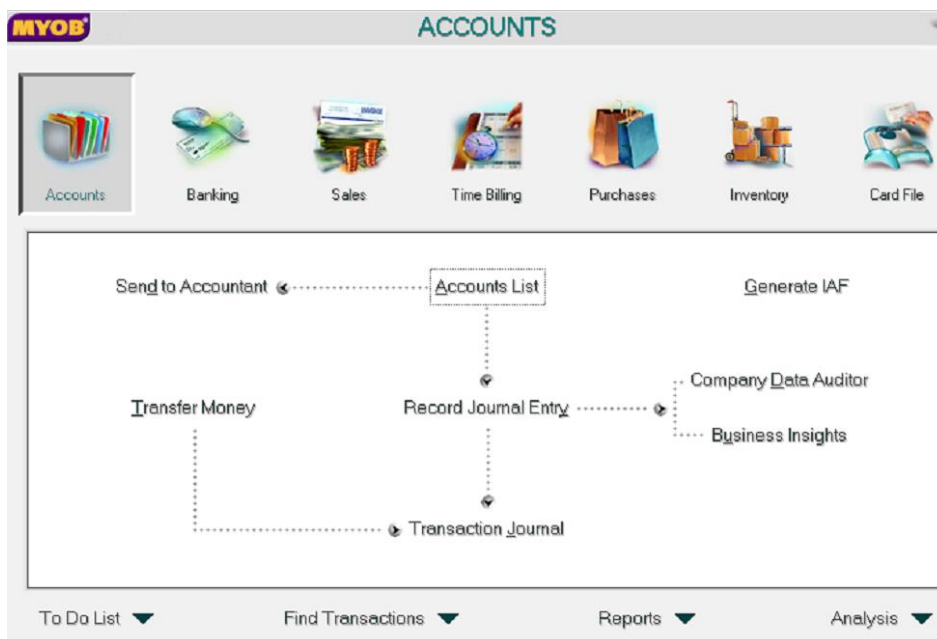 MYOB
ACCOUNTS
INVOICE
Accounts Banking Sales Time Billing Purchases Inventory Card File
Send to Accountant Accounts List Generate IAF
Company Data Auditor
Transfer Money Record Journal Entry
Business Insights
Transaction Journal
To Do List Find Transactions Reports Analysis